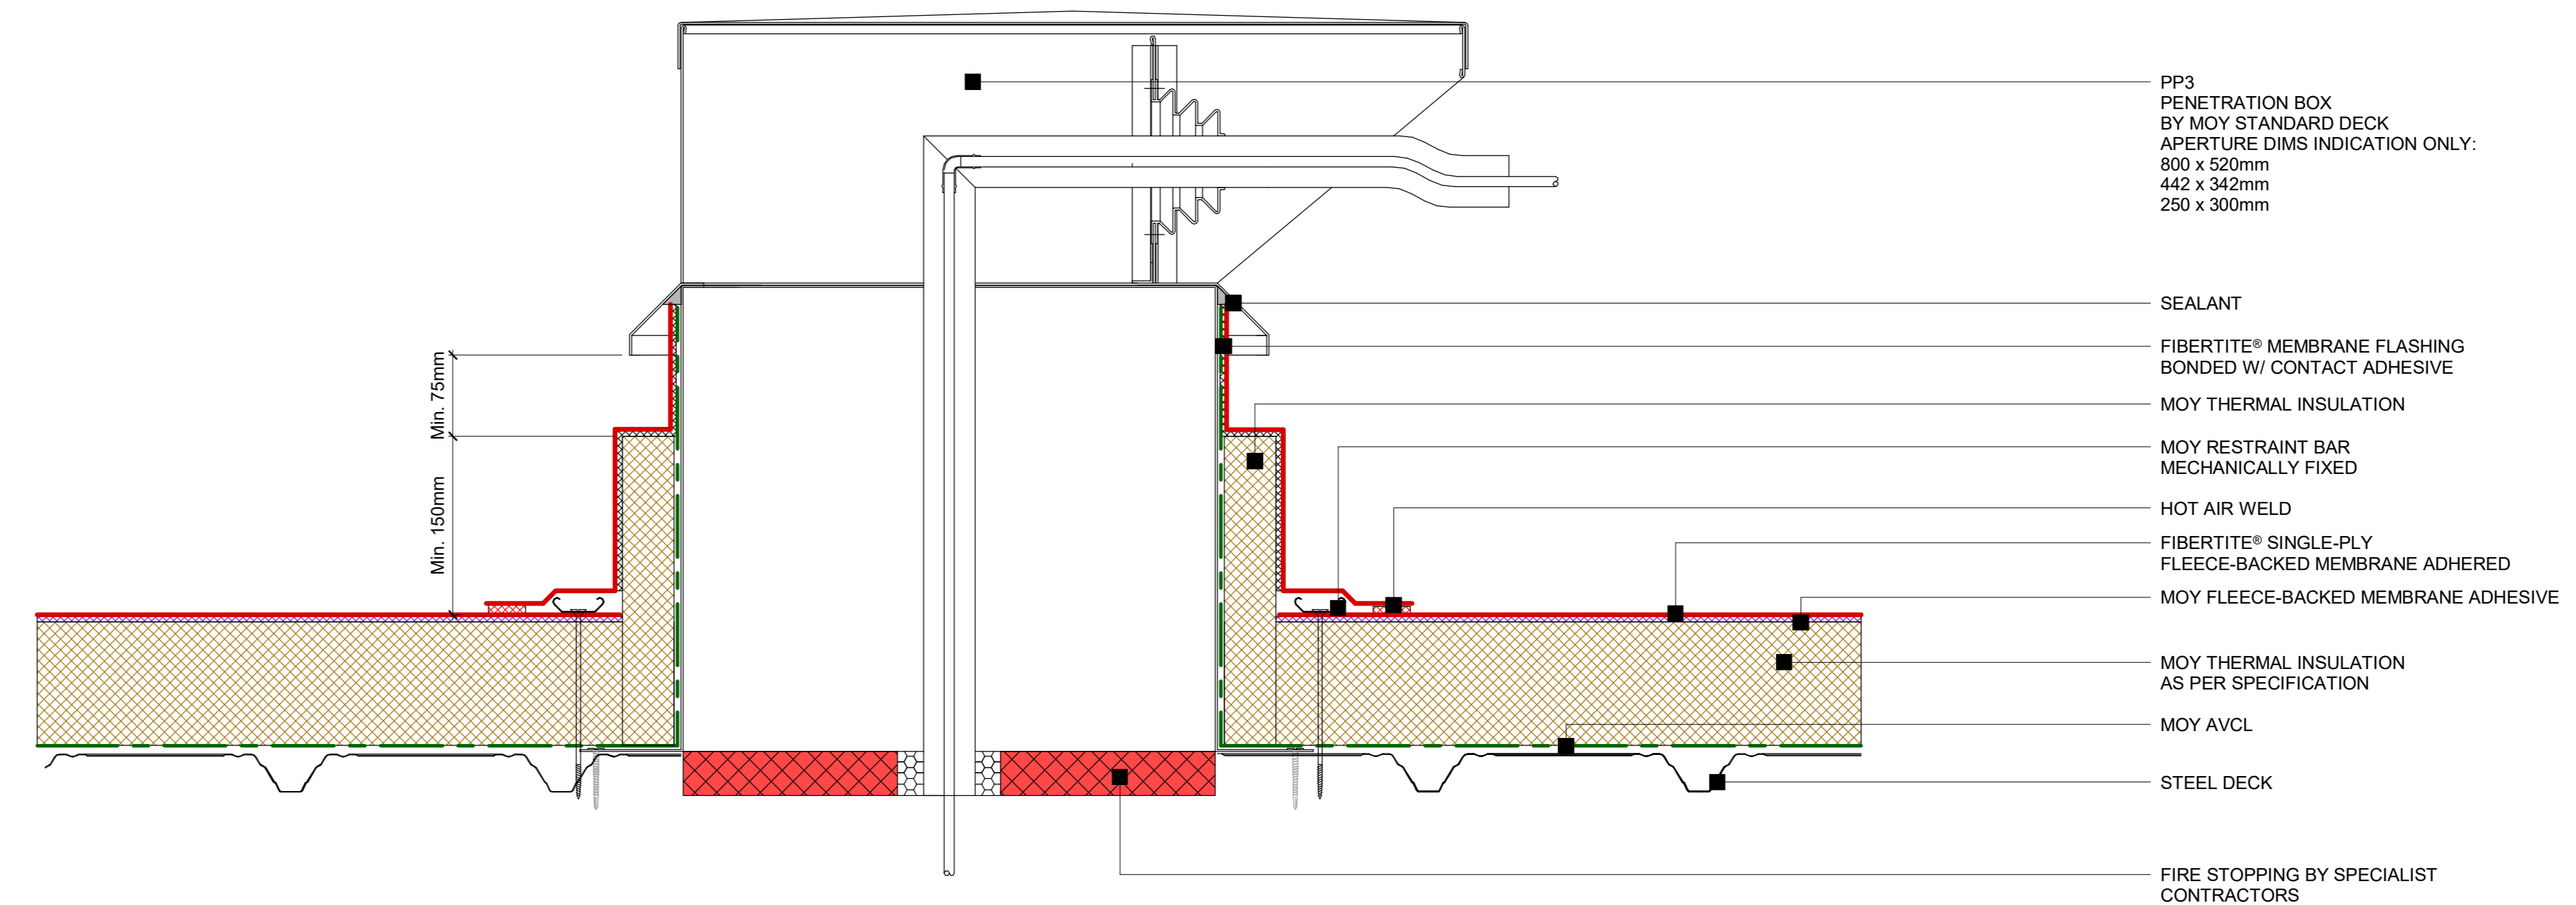 PP3
PENETRATION BOX
BY MOY STANDARD DECK
APERTURE DIMS INDICATION ONLY:
800 x 520mm
442 x 342mm
250 x 300mm
SEALANT
FIBERTITE® MEMBRANE FLASHING
BONDED W/ CONTACT ADHESIVE
MOY THERMAL INSULATION
MOY RESTRAINT BAR
MECHANICALLY FIXED
HOT AIR WELD
FIBERTITE® SINGLE-PLY
FLEECE-BACKED MEMBRANE ADHERED
MOY FLEECE-BACKED MEMBRANE ADHESIVE
MOY THERMAL INSULATION
AS PER SPECIFICATION
MOY AVCL
STEEL DECK
FIRE STOPPING BY SPECIALIST
CONTRACTORS
Min. 75mm
Min. 150mm